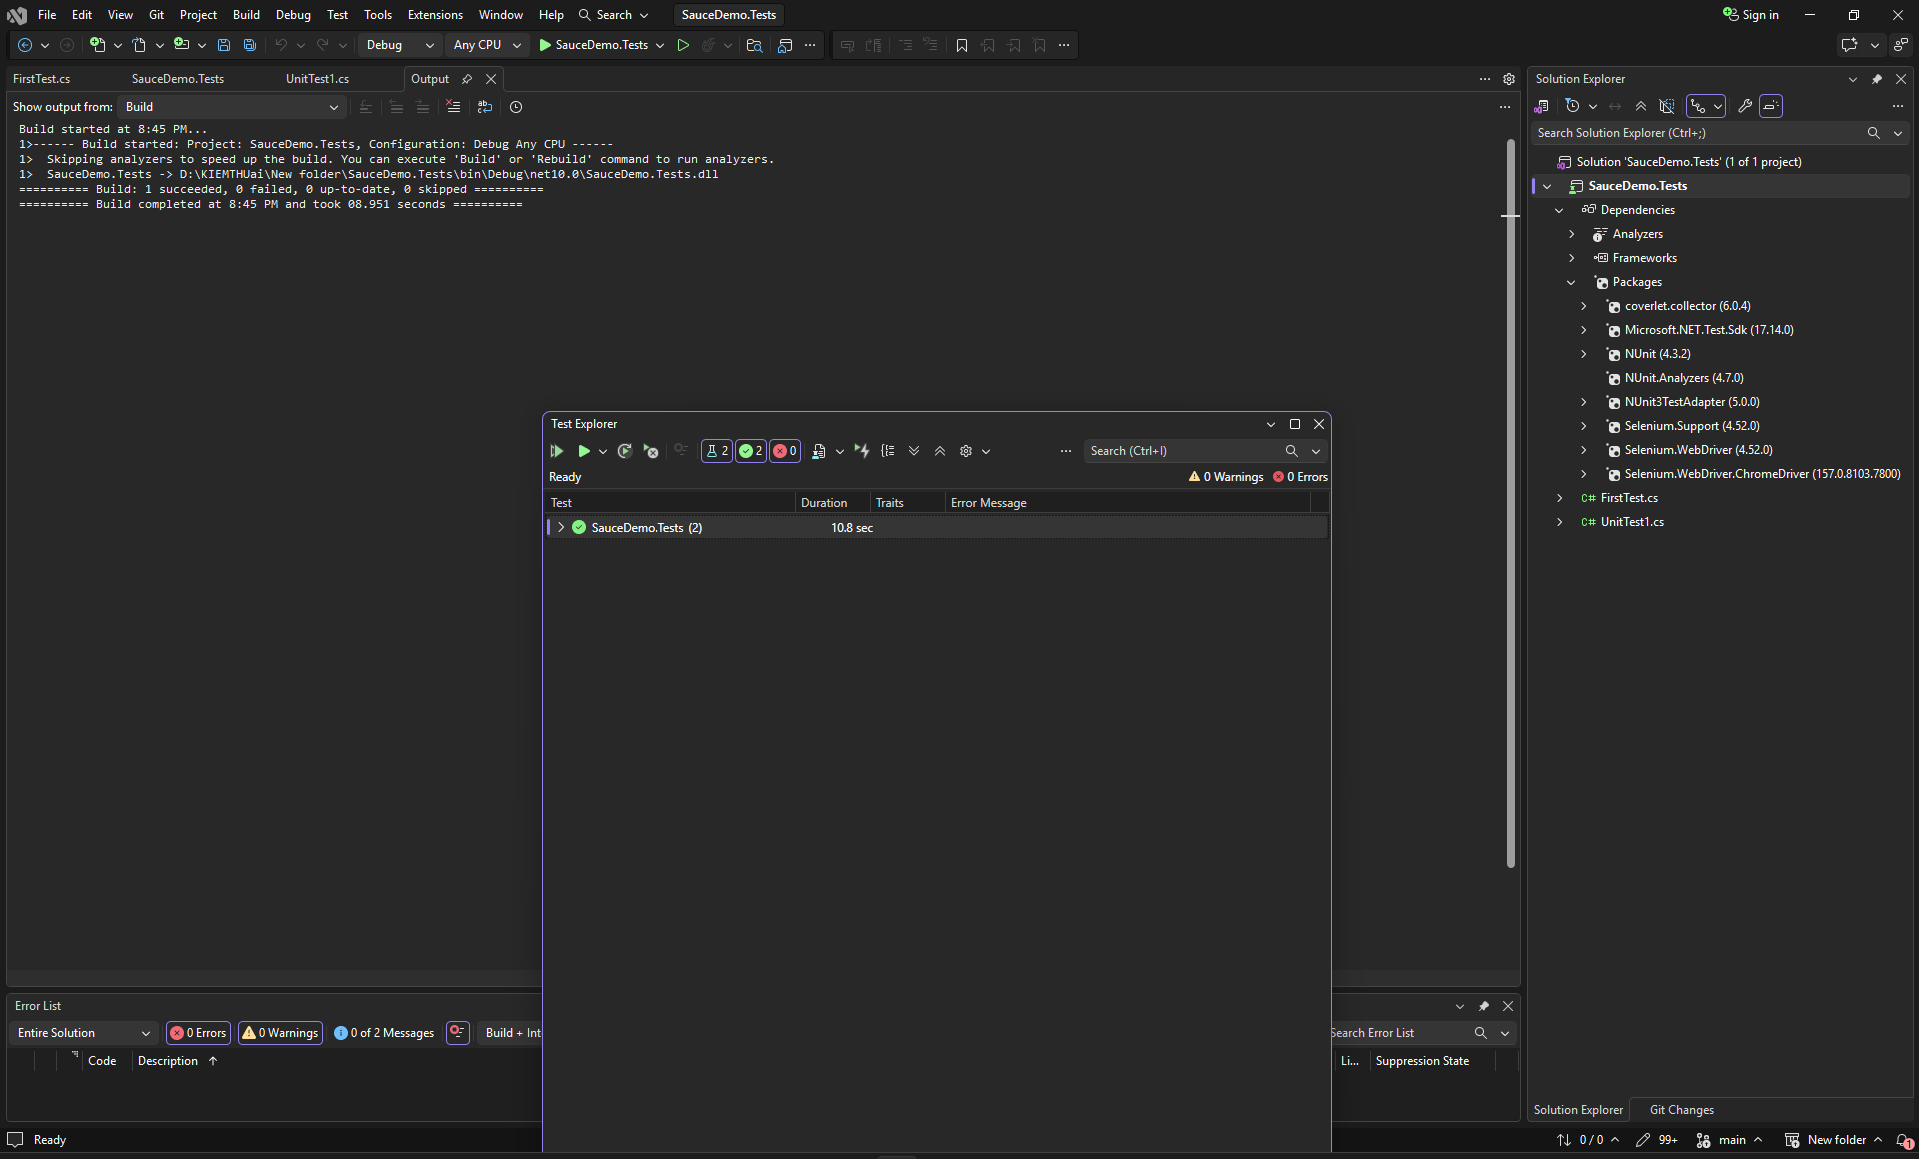 File Edit View Git Project Build Debug Test Tools Extensions Window Help Search SauceDemo.Tests Sign in
Debug Any CPU SauceDemo.Tests
FirstTest.cs SauceDemo.Tests UnitTest1.cs Output
Show output from: Build
Build started at 8:45 PM...
1>------ Build started: Project: SauceDemo.Tests, Configuration: Debug Any CPU ------
1>  Skipping analyzers to speed up the build. You can execute 'Build' or 'Rebuild' command to run analyzers.
1>  SauceDemo.Tests -> D:\KIEMTHUai\New folder\SauceDemo.Tests\bin\Debug\net10.0\SauceDemo.Tests.dll
========== Build: 1 succeeded, 0 failed, 0 up-to-date, 0 skipped ==========
========== Build completed at 8:45 PM and took 08.951 seconds ==========
Test Explorer
2 2 0 Search (Ctrl+I)
Ready 0 Warnings 0 Errors
Test Duration Traits Error Message
SauceDemo.Tests (2) 10.8 sec
Error List
Entire Solution 0 Errors 0 Warnings 0 of 2 Messages Build + Int Search Error List
Code Description Li... Suppression State
Solution Explorer
Search Solution Explorer (Ctrl+;)
Solution 'SauceDemo.Tests' (1 of 1 project)
SauceDemo.Tests
Dependencies
Analyzers
Frameworks
Packages
coverlet.collector (6.0.4)
Microsoft.NET.Test.Sdk (17.14.0)
NUnit (4.3.2)
NUnit.Analyzers (4.7.0)
NUnit3TestAdapter (5.0.0)
Selenium.Support (4.52.0)
Selenium.WebDriver (4.52.0)
Selenium.WebDriver.ChromeDriver (157.0.8103.7800)
C# FirstTest.cs
C# UnitTest1.cs
Solution Explorer Git Changes
Ready 0 / 0 99+ main New folder 1